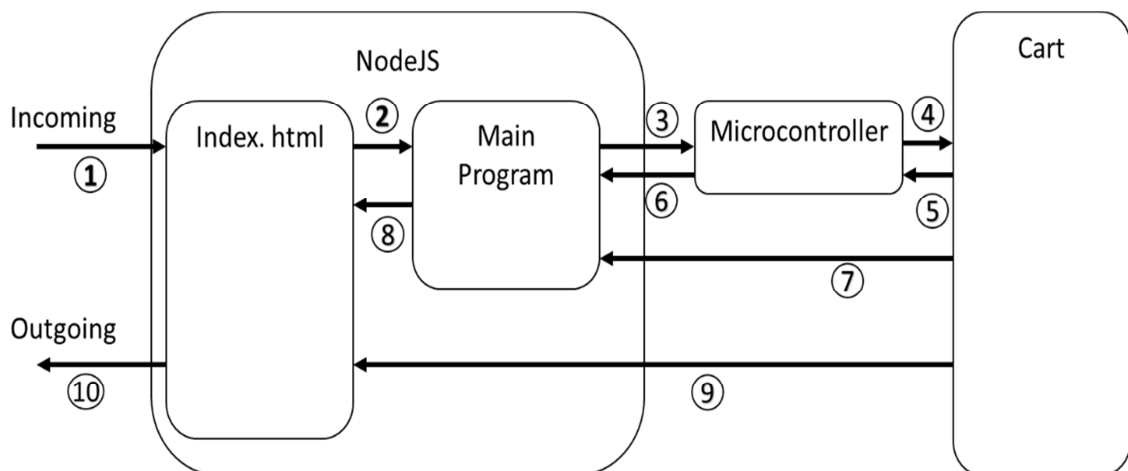 NodeJS
Cart
Incoming
①
Index. html
②
Main
Program
③
Microcontroller
④
⑤
⑥
⑧
⑦
Outgoing
⑩
⑨